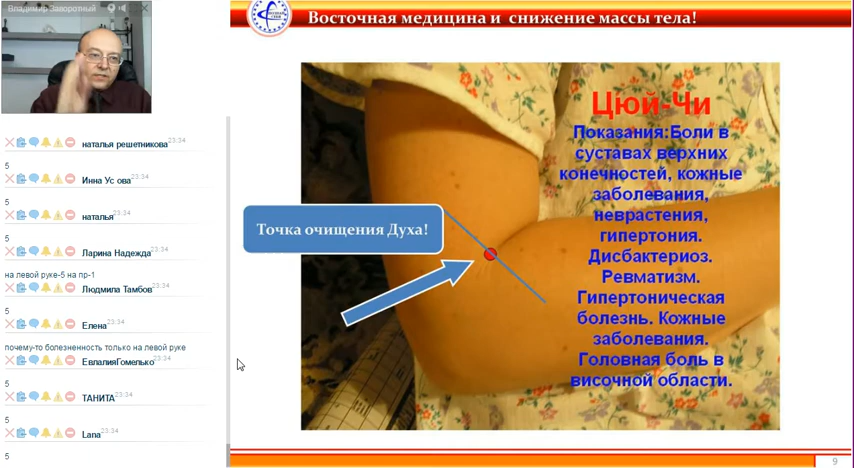 Владимир Заворотный
Восточная медицина и снижение массы тела!
наталья решетникова 23:34
5
Инна Ус ова 23:34
5
наталья 23:34
5
Ларина Надежда 23:34
на левой руке-5 на пр-1
Людмила Тамбов 23:34
5
Елена 23:34
почему-то болезненность только на левой руке
ЕвлалияГомелько 23:34
5
ТАНИТА 23:34
5
Lana 23:34
5
Точка очищения Духа!
Цюй-Чи
Показания:Боли в
суставах верхних
конечностей, кожные
заболевания,
неврастения,
гипертония.
Дисбактериоз.
Ревматизм.
Гипертоническая
болезнь. Кожные
заболевания.
Головная боль в
височной области.
9